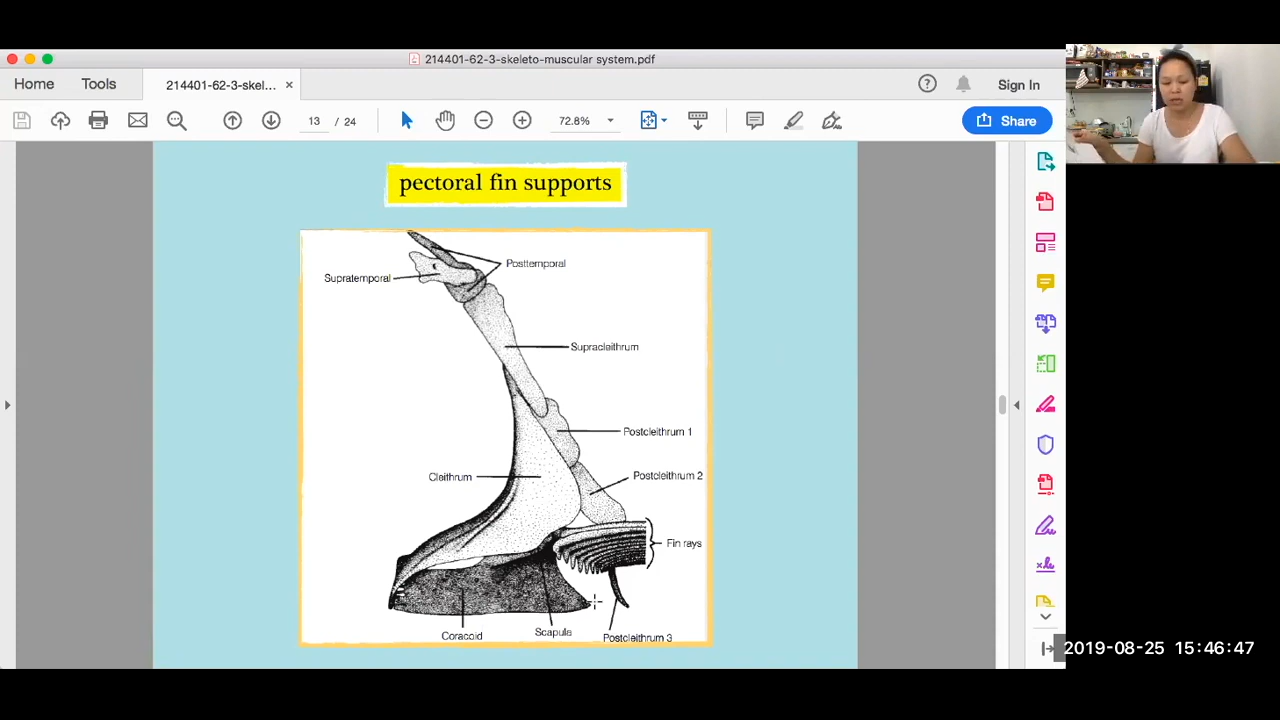 214401-62-3-skeleto-muscular system.pdf
Home
Tools
214401-62-3-skel...
Sign In
13 / 24
72.8%
Share
pectoral fin supports
Posttemporal
Supratemporal
Supracleithrum
Postcleithrum 1
Cleithrum
Postcleithrum 2
Fin rays
Coracoid
Scapula
Postcleithrum 3
2019-08-25 15:46:47